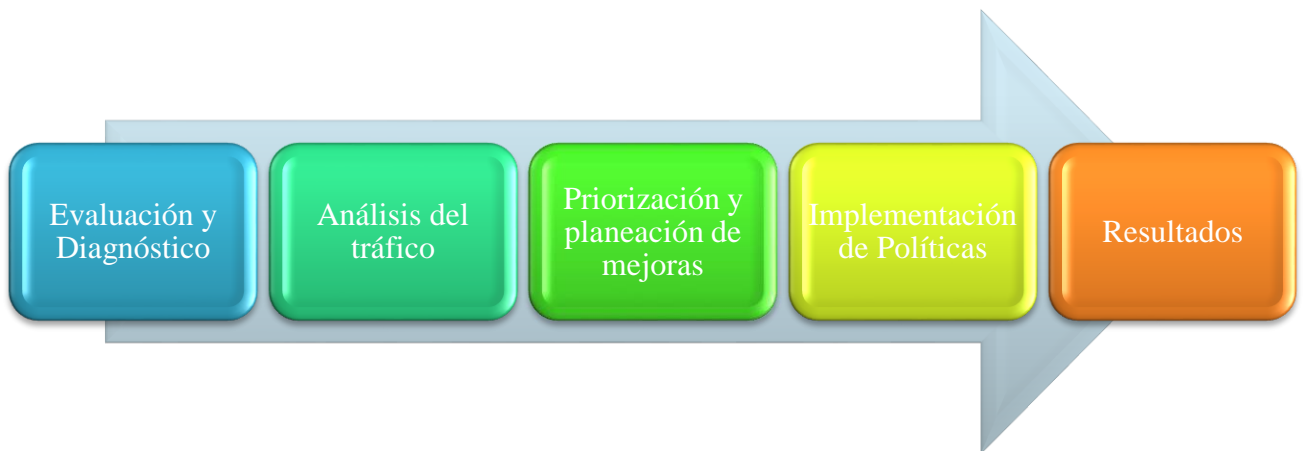 Evaluación y
Diagnóstico
Análisis del
tráfico
Priorización y
planeación de
mejoras
Implementación
de Políticas
Resultados